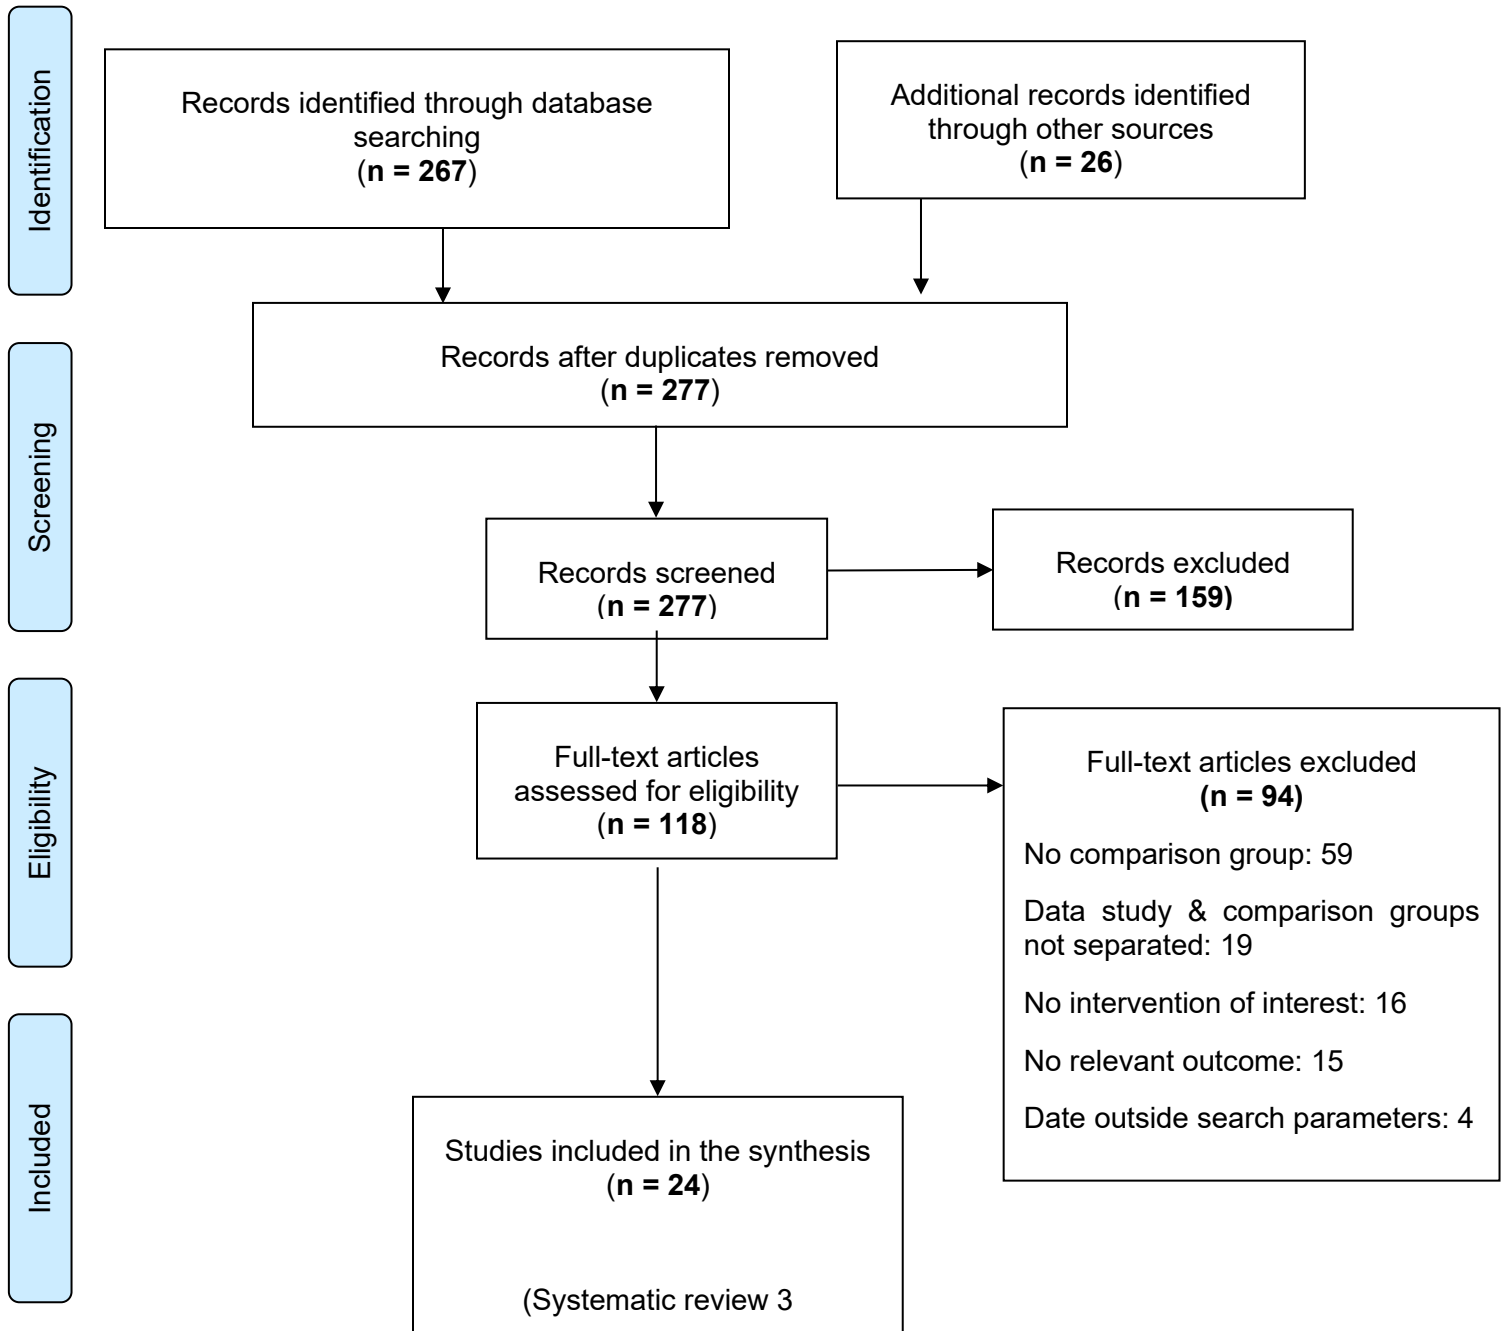 Identification
Records identified through database
searching
(n = 267)
Additional records identified
through other sources
(n = 26)
Records after duplicates removed
(n = 277)
Screening
Records screened
(n = 277)
Records excluded
(n = 159)
Eligibility
Full-text articles
assessed for eligibility
(n = 118)
Full-text articles excluded
(n = 94)
No comparison group: 59
Data study & comparison groups
not separated: 19
No intervention of interest: 16
No relevant outcome: 15
Date outside search parameters: 4
Included
Studies included in the synthesis
(n = 24)
(Systematic review 3